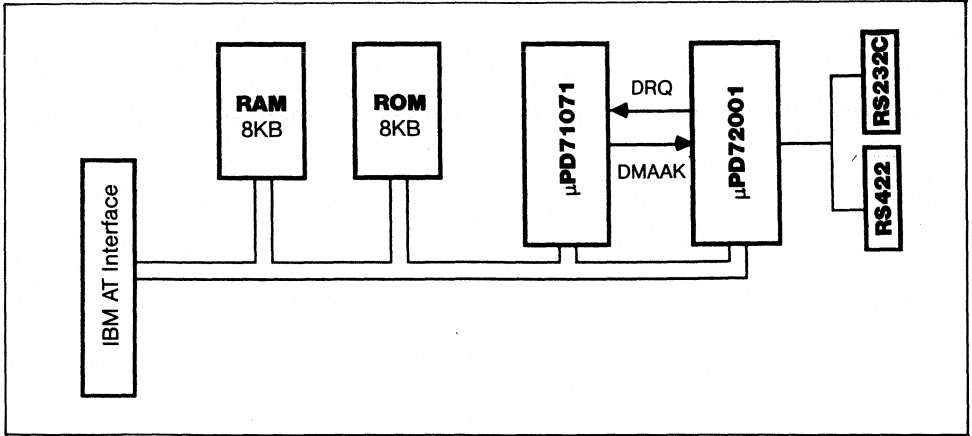 RAM
8KB
ROM
8KB
µPD71071
DRQ
DMAAK
µPD72001
RS232C
RS422
IBM AT Interface